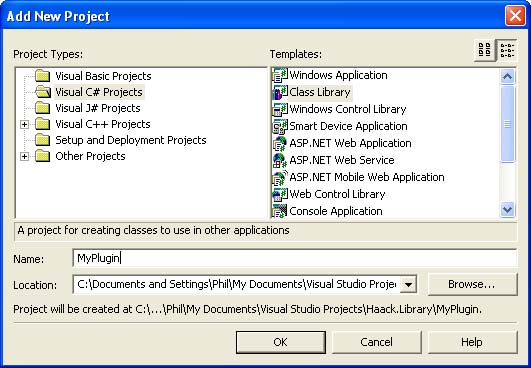 Add New Project
Project Types:
Templates:
Visual Basic Projects
Visual C# Projects
Visual J# Projects
Visual C++ Projects
Setup and Deployment Projects
Other Projects
Windows Application
Class Library
Windows Control Library
Smart Device Application
ASP.NET Web Application
ASP.NET Web Service
ASP.NET Mobile Web Application
Web Control Library
Console Application
A project for creating classes to use in other applications
Name:
MyPlugin
Location:
C:\Documents and Settings\Phil\My Documents\Visual Studio Projec
Browse...
Project will be created at C:\...\Phil\My Documents\Visual Studio Projects\Haack.Library\MyPlugin.
OK
Cancel
Help